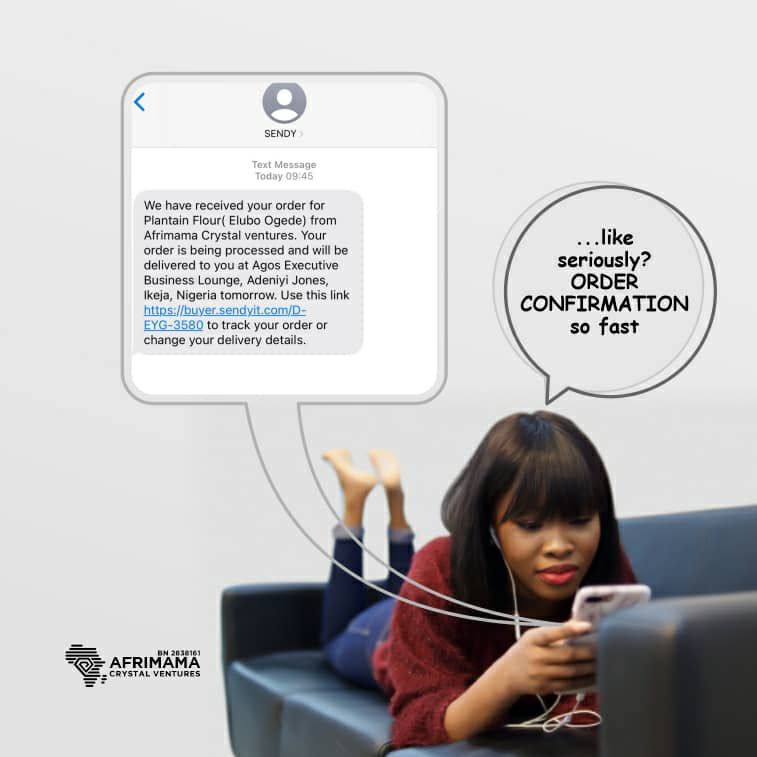 SENDY
Text Message
Today 09:45
We have received your order for
Plantain Flour( Elubo Ogede) from
Afrimama Crystal ventures. Your
order is being processed and will be
delivered to you at Agos Executive
Business Lounge, Adeniyi Jones,
Ikeja, Nigeria tomorrow. Use this link
https://buyer.sendyit.com/D-
EYG-3580 to track your order or
change your delivery details.
...like
seriously?
ORDER
CONFIRMATION
so fast
BN 2838161
AFRIMAMA
CRYSTAL VENTURES